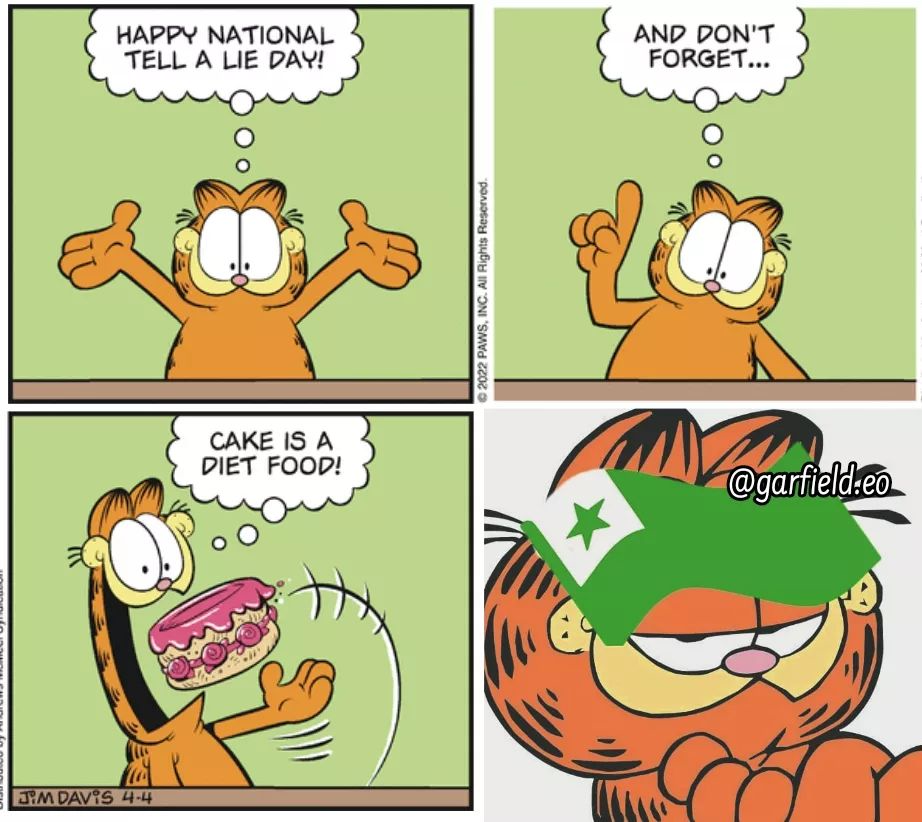 HAPPY NATIONAL
TELL A LIE DAY!
AND DON'T
FORGET...
© 2022 PAWS, INC. All Rights Reserved.
CAKE IS A
DIET FOOD!
@garfield.eo
JIM DAVIS 4-4